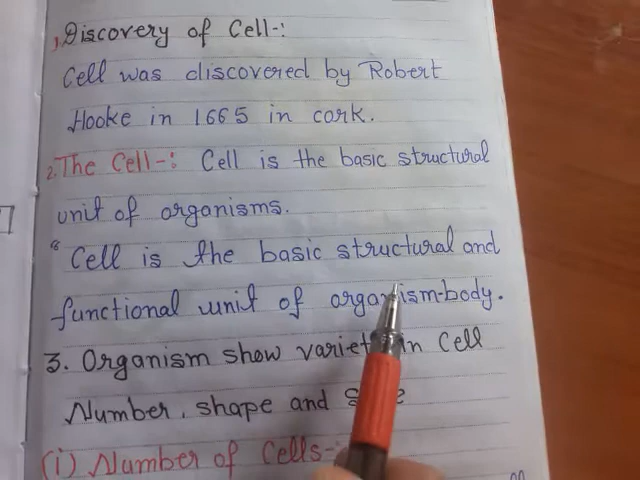 1, Discovery of Cell-:
Cell was discovered by Robert
Hooke in 1665 in cork.
2. The Cell-: Cell is the basic structural
unit of organisms.
" Cell is the basic structural and
functional unit of organism-body.
3. Organism show variety in Cell
Number, shape and
(i) Number of Cells-